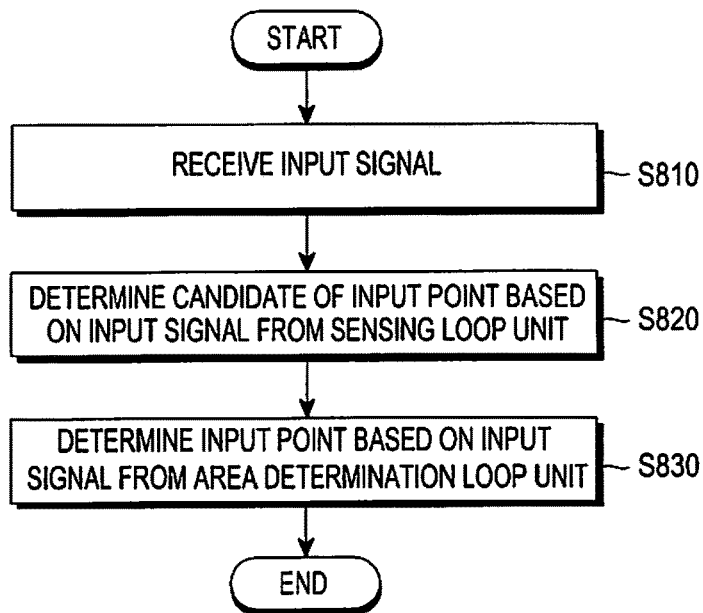 START
RECEIVE INPUT SIGNAL
S810
DETERMINE CANDIDATE OF INPUT POINT BASED
ON INPUT SIGNAL FROM SENSING LOOP UNIT
S820
DETERMINE INPUT POINT BASED ON INPUT
SIGNAL FROM AREA DETERMINATION LOOP UNIT
S830
END